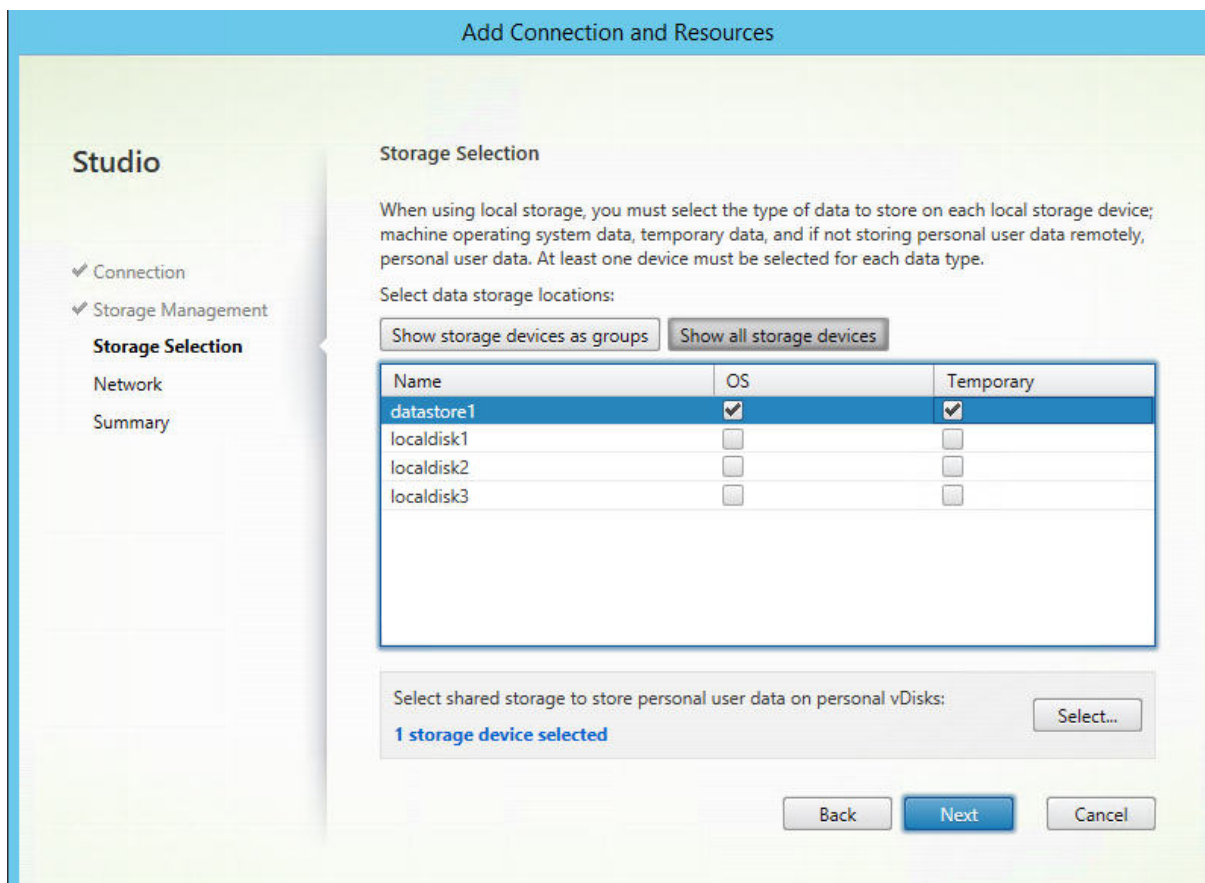 Add Connection and Resources
Studio
Connection
Storage Management
Storage Selection
Network
Summary
Storage Selection
When using local storage, you must select the type of data to store on each local storage device;
machine operating system data, temporary data, and if not storing personal user data remotely,
personal user data. At least one device must be selected for each data type.
Select data storage locations:
Show storage devices as groups Show all storage devices
Name OS Temporary
datastore1
localdisk1
localdisk2
localdisk3
Select shared storage to store personal user data on personal vDisks:
1 storage device selected
Select...
Back Next Cancel